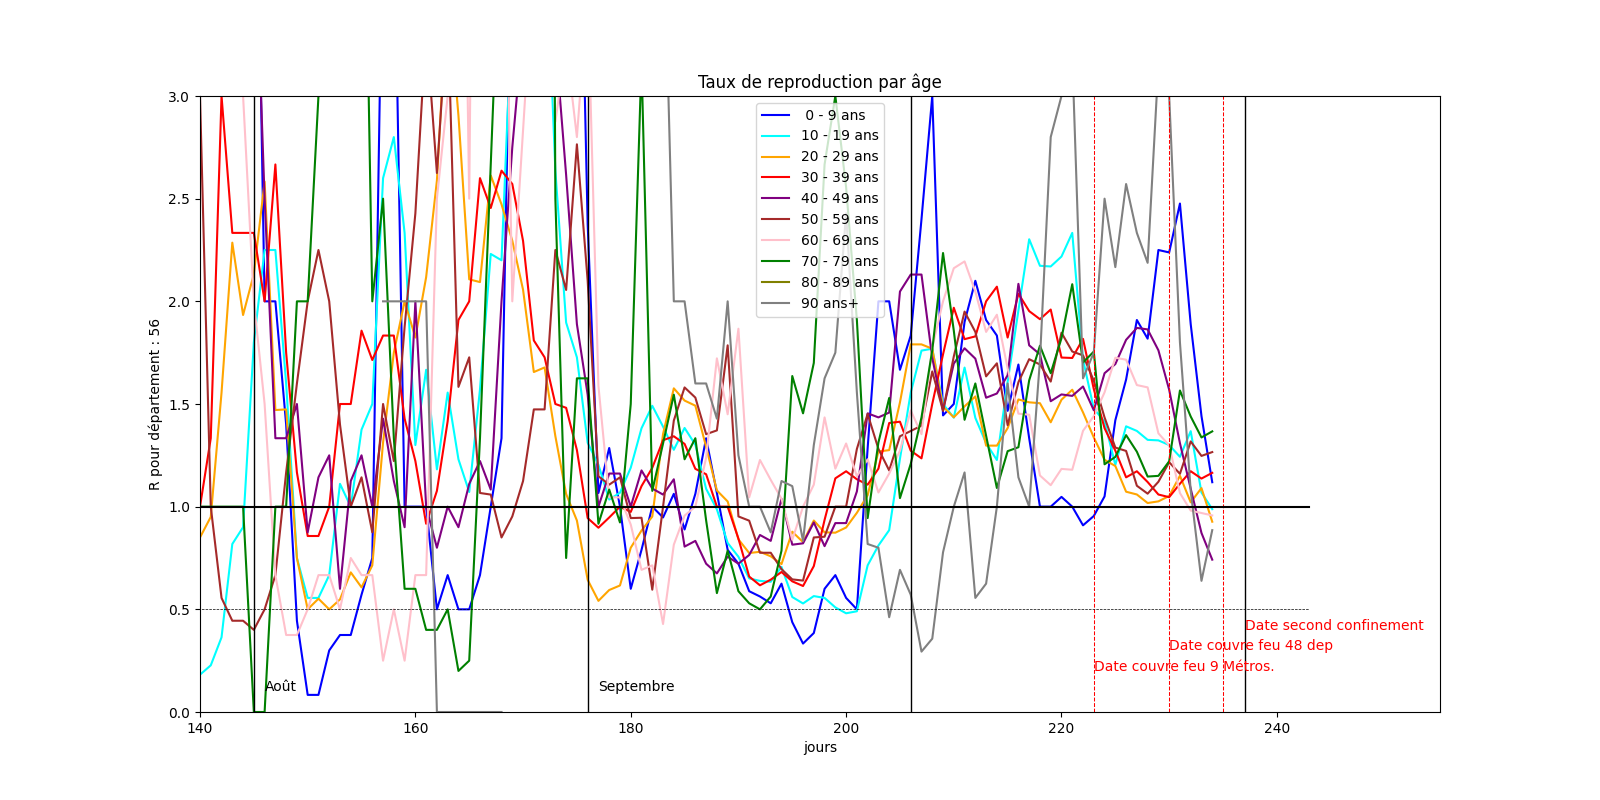 Taux de reproduction par âge
R pour département : 56
3.0
2.5
2.0
1.5
1.0
0.5
0.0
0 - 9 ans
10 - 19 ans
20 - 29 ans
30 - 39 ans
40 - 49 ans
50 - 59 ans
60 - 69 ans
70 - 79 ans
80 - 89 ans
90 ans+
Date second confinement
Date couvre feu 48 dep
Date couvre feu 9 Métros.
Août
Septembre
140
160
180
200
220
240
jours